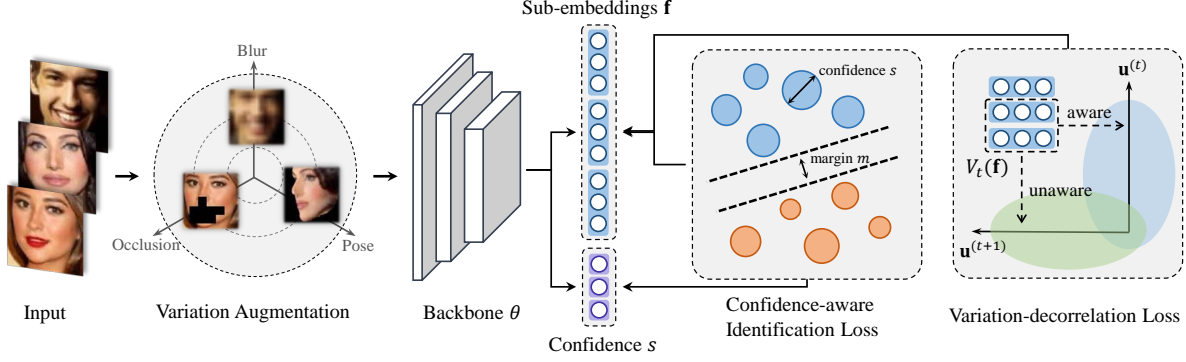 Sub-embeddings f
Blur
Occlusion
Pose
confidence s
margin m
u^(t)
aware
V_t(f)
unaware
u^(t+1)
Input
Variation Augmentation
Backbone θ
Confidence s
Confidence-aware
Identification Loss
Variation-decorrelation Loss